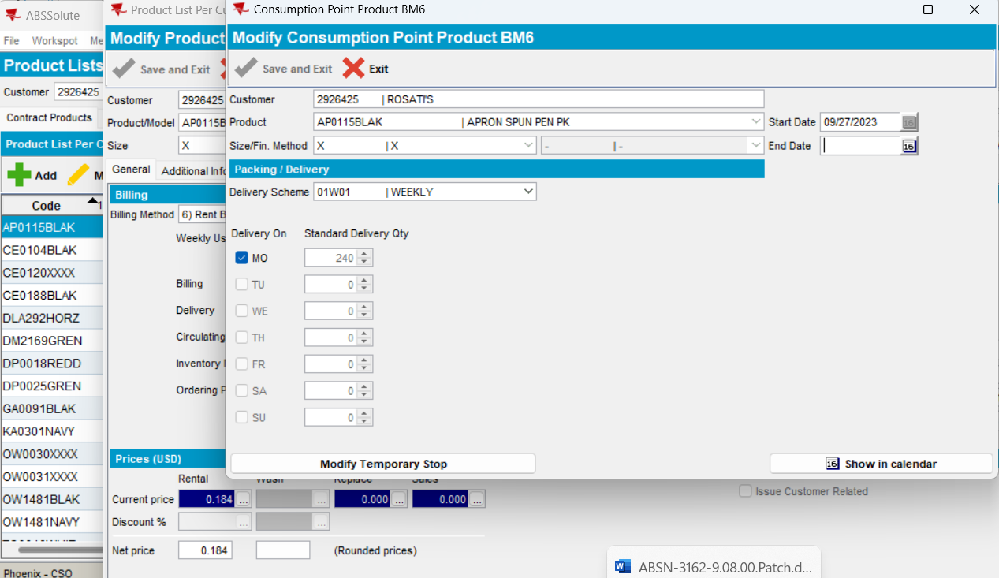 ABSSolute
File Workspot Me
Product Lists
Customer 2926425
Contract Products
Product List Per C
Add M
Code 1
AP0115BLAK
CE0104BLAK
CE0120XXXX
CE0188BLAK
DLA292HORZ
DM2169GREN
DP0018REDD
DP0025GREN
GA0091BLAK
KA0301NAVY
OW0030XXXX
OW0031XXXX
OW1481BLAK
OW1481NAVY
Phoenix - CSO
Product List Per Cu
Modify Product
Save and Exit
Customer 2926425
Product/Model AP0115B
Size X
General Additional Info
Billing
Billing Method 6) Rent B
Weekly Us
Billing
Delivery
Circulating
Inventory
Ordering P
Prices (USD)
Rental Wash Replace Sales
Current price 0.184 ... ... 0.000 ... 0.000 ...
Discount % ... ...
Net price 0.184 (Rounded prices)
Issue Customer Related
Consumption Point Product BM6
Modify Consumption Point Product BM6
Save and Exit Exit
Customer 2926425 | ROSATI'S
Product AP0115BLAK | APRON SPUN PEN PK Start Date 09/27/2023 16
Size/Fin. Method X | X - | - End Date 16
Packing / Delivery
Delivery Scheme 01W01 | WEEKLY
Delivery On Standard Delivery Qty
MO 240
TU 0
WE 0
TH 0
FR 0
SA 0
SU 0
Modify Temporary Stop 16 Show in calendar
W ABSN-3162-9.08.00.Patch.d...